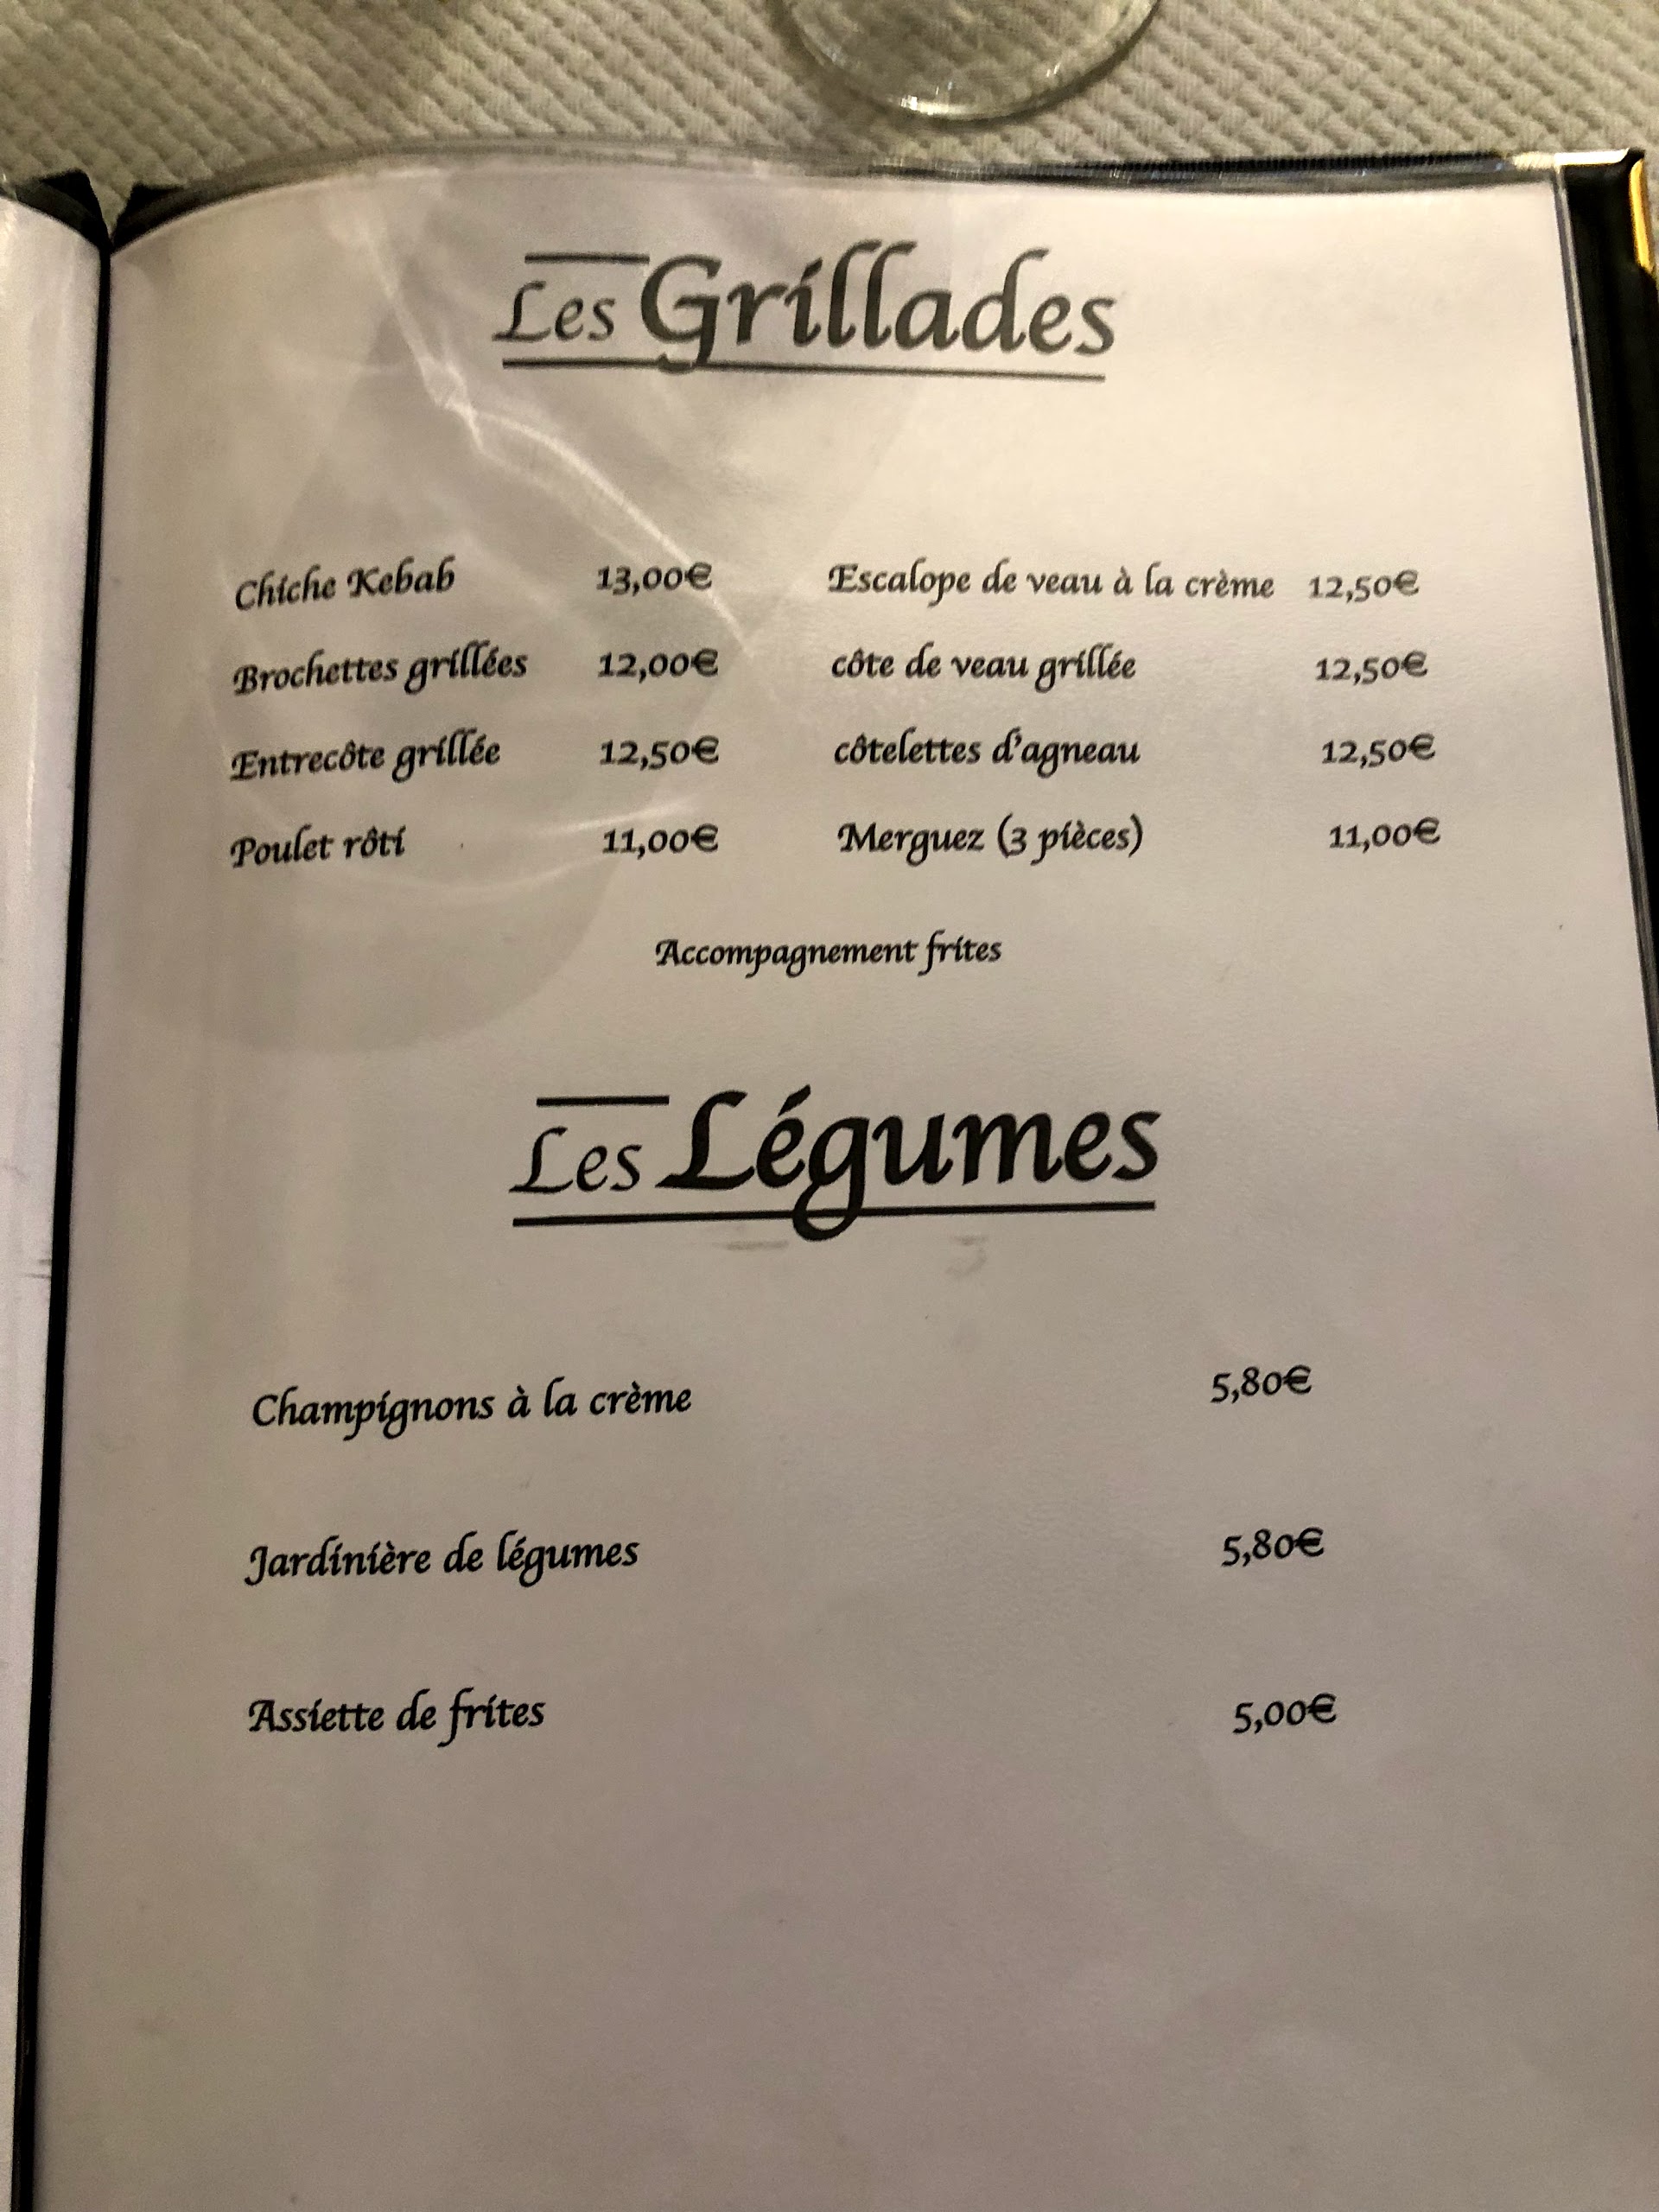 Les Grillades
Chiche Kebab 13,00€ Escalope de veau à la crème 12,50€
Brochettes grillées 12,00€ côte de veau grillée 12,50€
Entrecôte grillée 12,50€ côtelettes d'agneau 12,50€
Poulet rôti 11,00€ Merguez (3 pièces) 11,00€
Accompagnement frites
Les Légumes
Champignons à la crème 5,80€
Jardinière de légumes 5,80€
Assiette de frites 5,00€